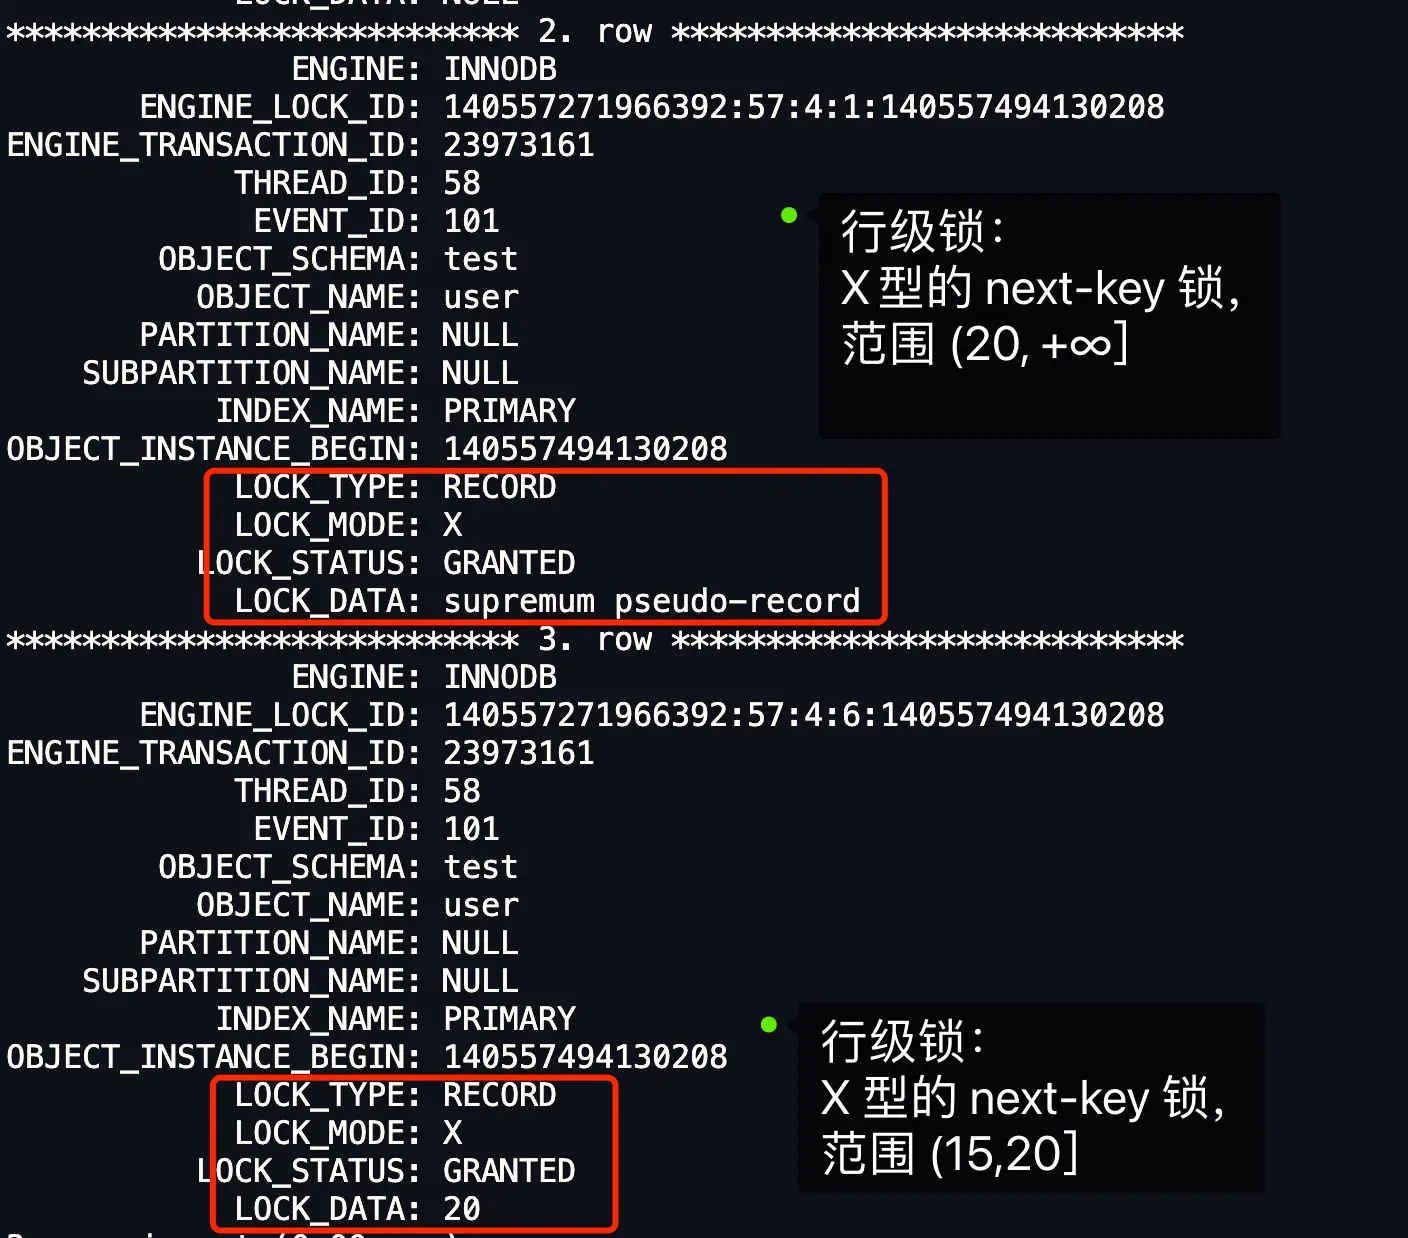 LOCK_DATA: NULL
*************************** 2. row ***************************
ENGINE: INNODB
ENGINE_LOCK_ID: 140557271966392:57:4:1:140557494130208
ENGINE_TRANSACTION_ID: 23973161
THREAD_ID: 58
EVENT_ID: 101
OBJECT_SCHEMA: test
OBJECT_NAME: user
PARTITION_NAME: NULL
SUBPARTITION_NAME: NULL
INDEX_NAME: PRIMARY
OBJECT_INSTANCE_BEGIN: 140557494130208
LOCK_TYPE: RECORD
LOCK_MODE: X
LOCK_STATUS: GRANTED
LOCK_DATA: supremum pseudo-record
行级锁：
X 型的 next-key 锁，
范围 (20, +∞]
*************************** 3. row ***************************
ENGINE: INNODB
ENGINE_LOCK_ID: 140557271966392:57:4:6:140557494130208
ENGINE_TRANSACTION_ID: 23973161
THREAD_ID: 58
EVENT_ID: 101
OBJECT_SCHEMA: test
OBJECT_NAME: user
PARTITION_NAME: NULL
SUBPARTITION_NAME: NULL
INDEX_NAME: PRIMARY
OBJECT_INSTANCE_BEGIN: 140557494130208
LOCK_TYPE: RECORD
LOCK_MODE: X
LOCK_STATUS: GRANTED
LOCK_DATA: 20
行级锁：
X 型的 next-key 锁，
范围 (15,20]